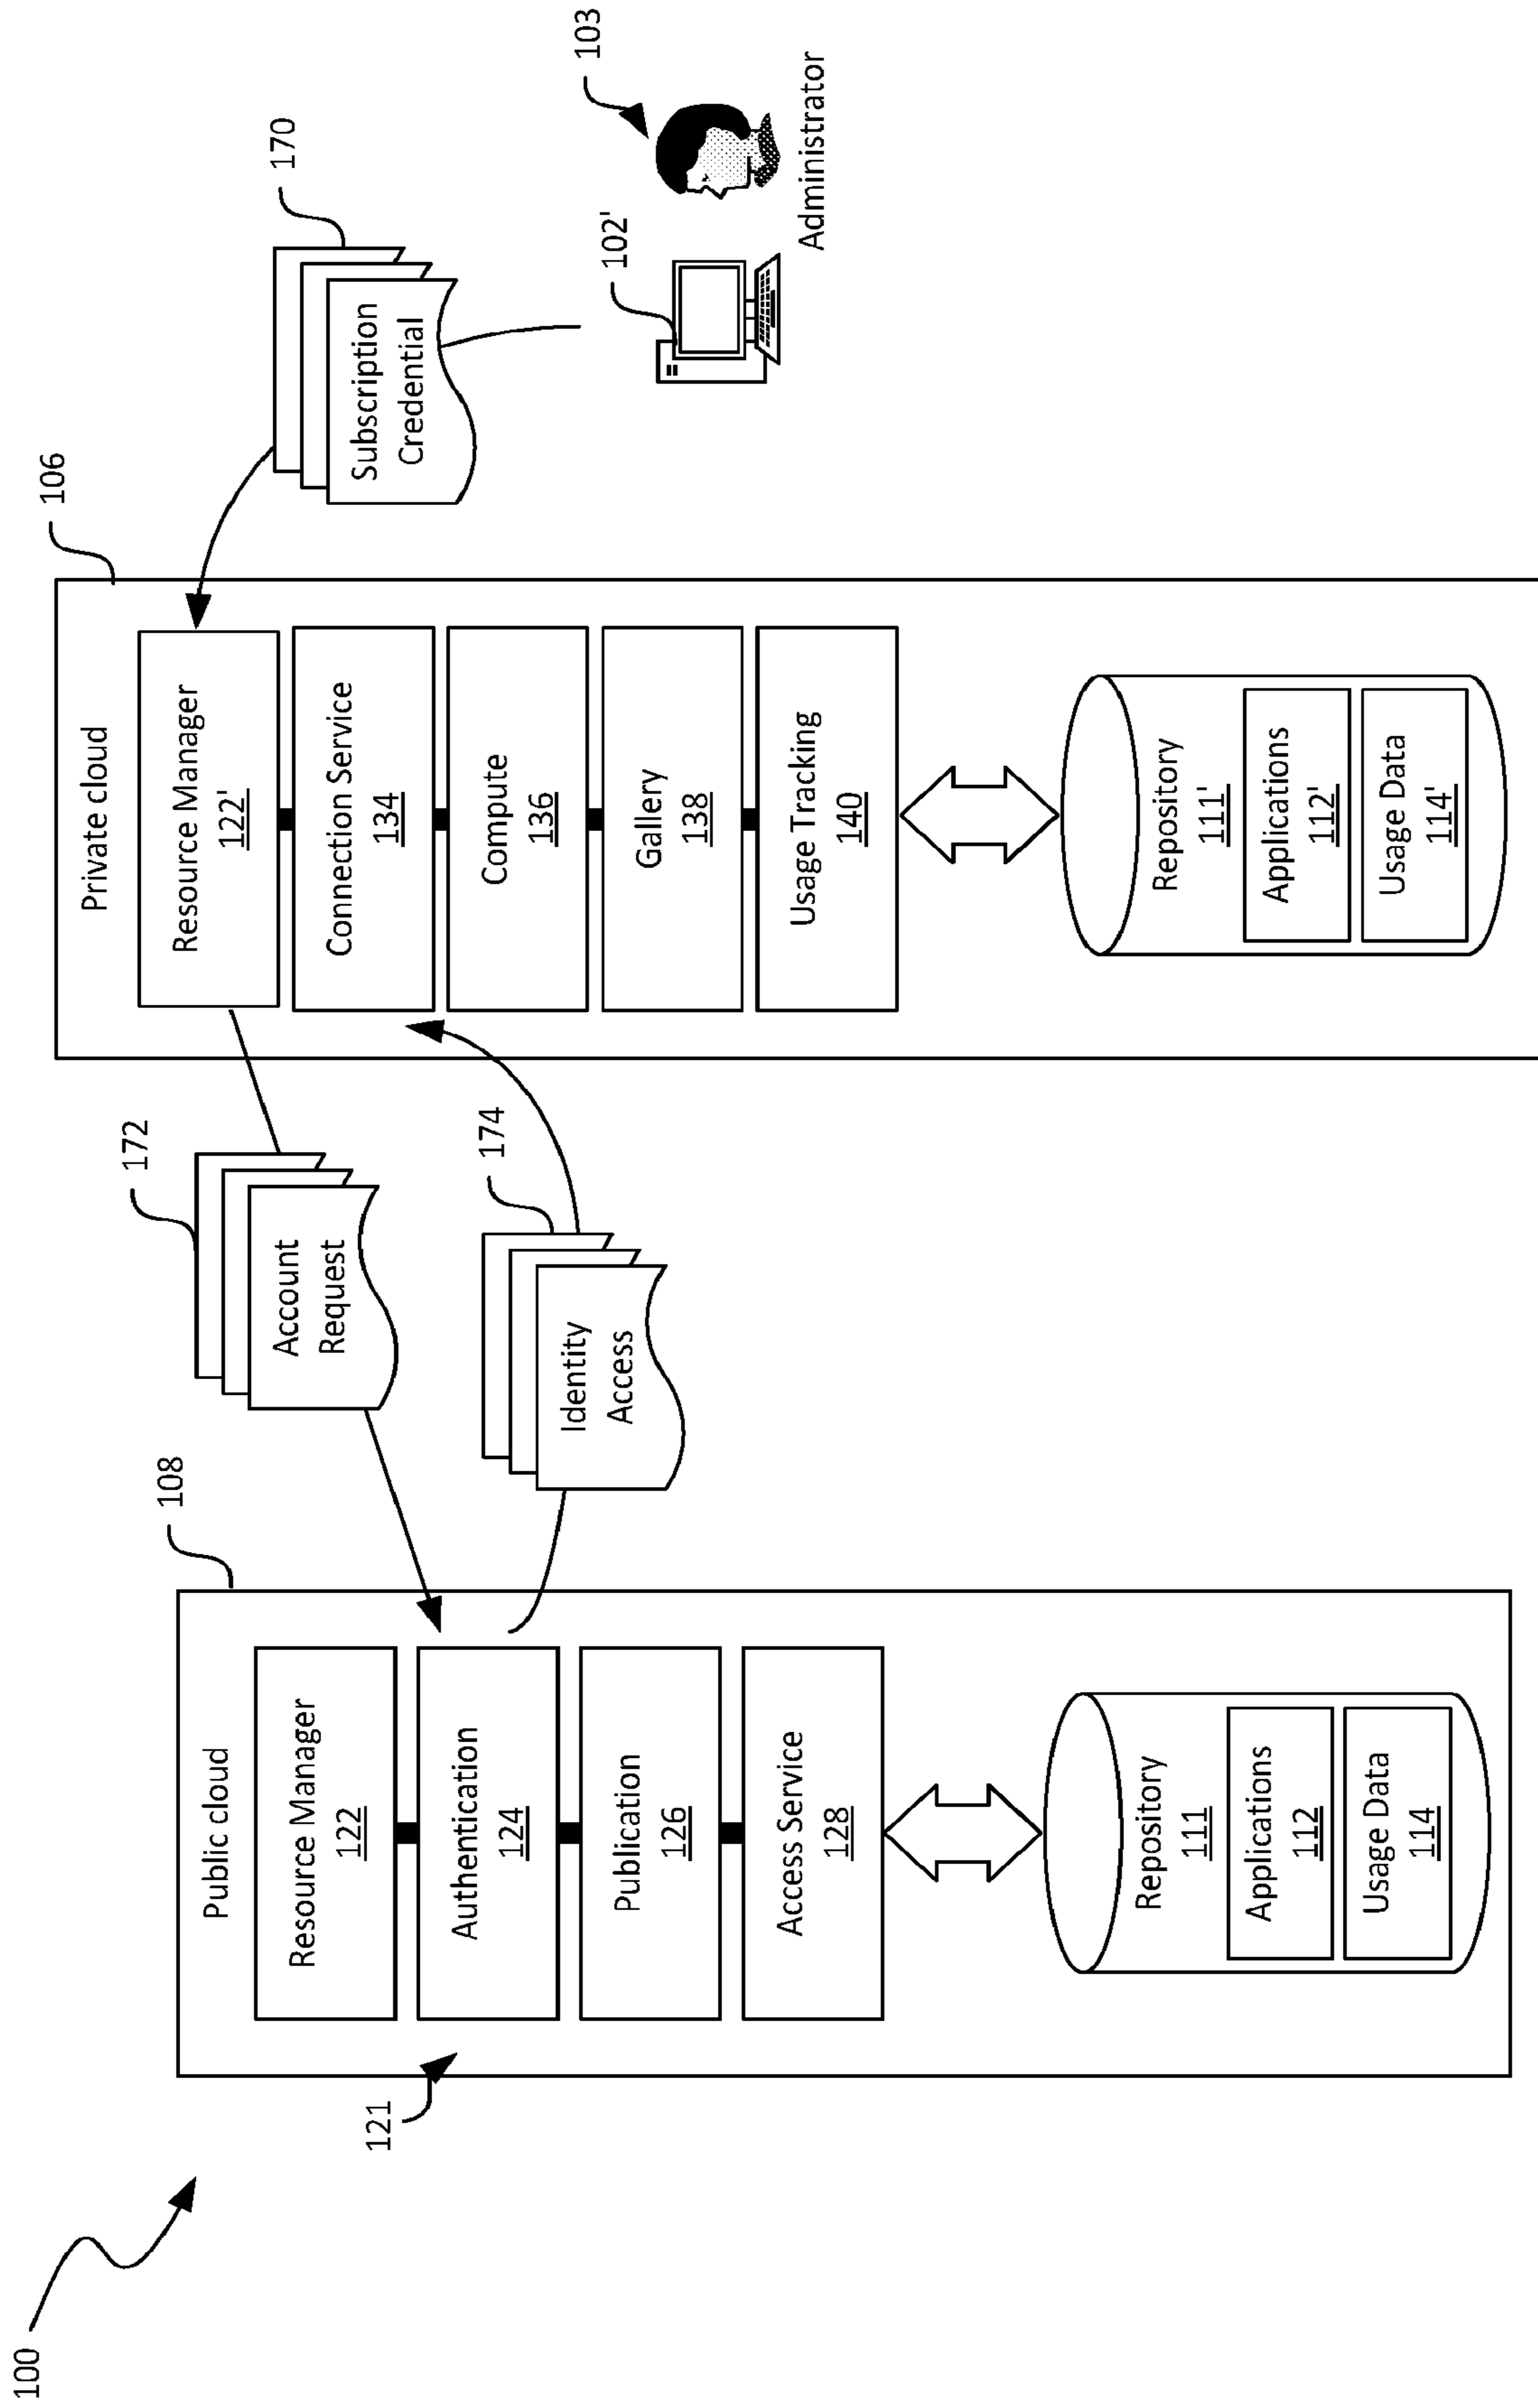 100
121
108
Public cloud
Resource Manager
122
Authentication
124
Publication
126
Access Service
128
Repository
111
Applications
112
Usage Data
114
172
Account
Request
174
Identity
Access
106
Private cloud
Resource Manager
122'
Connection Service
134
Compute
136
Gallery
138
Usage Tracking
140
Repository
111'
Applications
112'
Usage Data
114'
170
Subscription
Credential
102'
103
Administrator